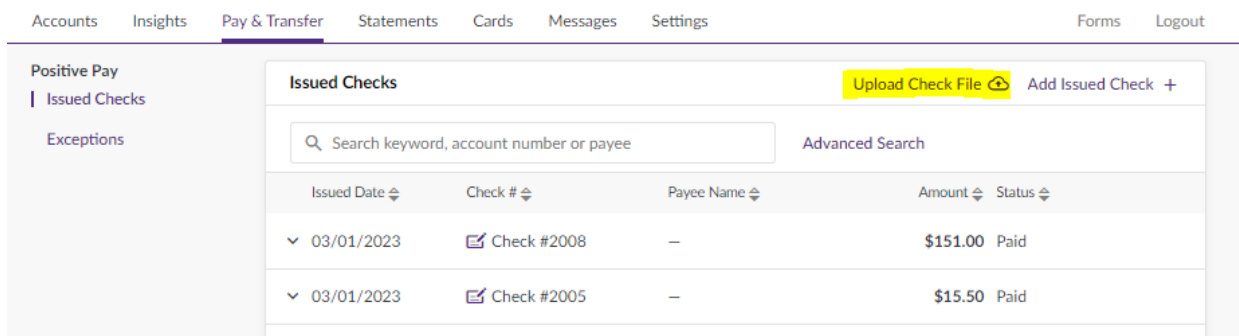 Accounts Insights Pay & Transfer Statements Cards Messages Settings Forms Logout
Positive Pay
Issued Checks
Exceptions
Issued Checks Upload Check File Add Issued Check +
Search keyword, account number or payee Advanced Search
Issued Date Check # Payee Name Amount Status
03/01/2023 Check #2008 — $151.00 Paid
03/01/2023 Check #2005 — $15.50 Paid